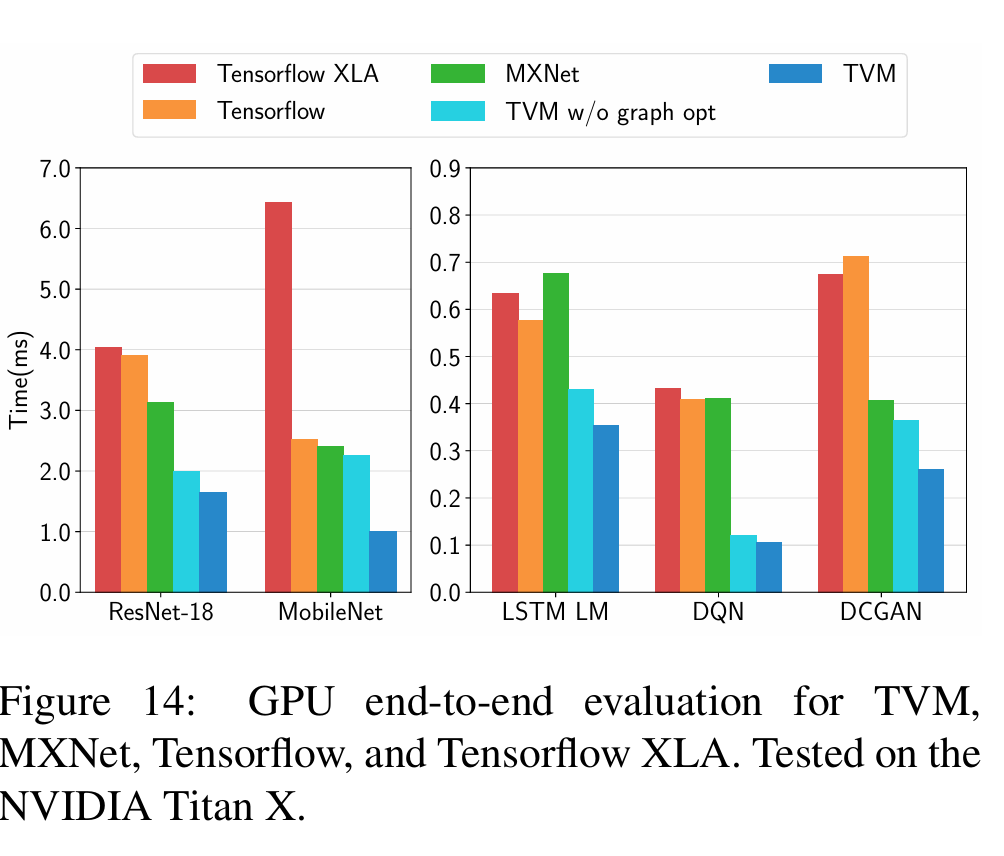 Tensorflow XLA
Tensorflow
MXNet
TVM w/o graph opt
TVM
Time(ms)
7.0
6.0
5.0
4.0
3.0
2.0
1.0
0.0
ResNet-18
MobileNet
0.9
0.8
0.7
0.6
0.5
0.4
0.3
0.2
0.1
0.0
LSTM LM
DQN
DCGAN
Figure 14: GPU end-to-end evaluation for TVM,
MXNet, Tensorflow, and Tensorflow XLA. Tested on the
NVIDIA Titan X.